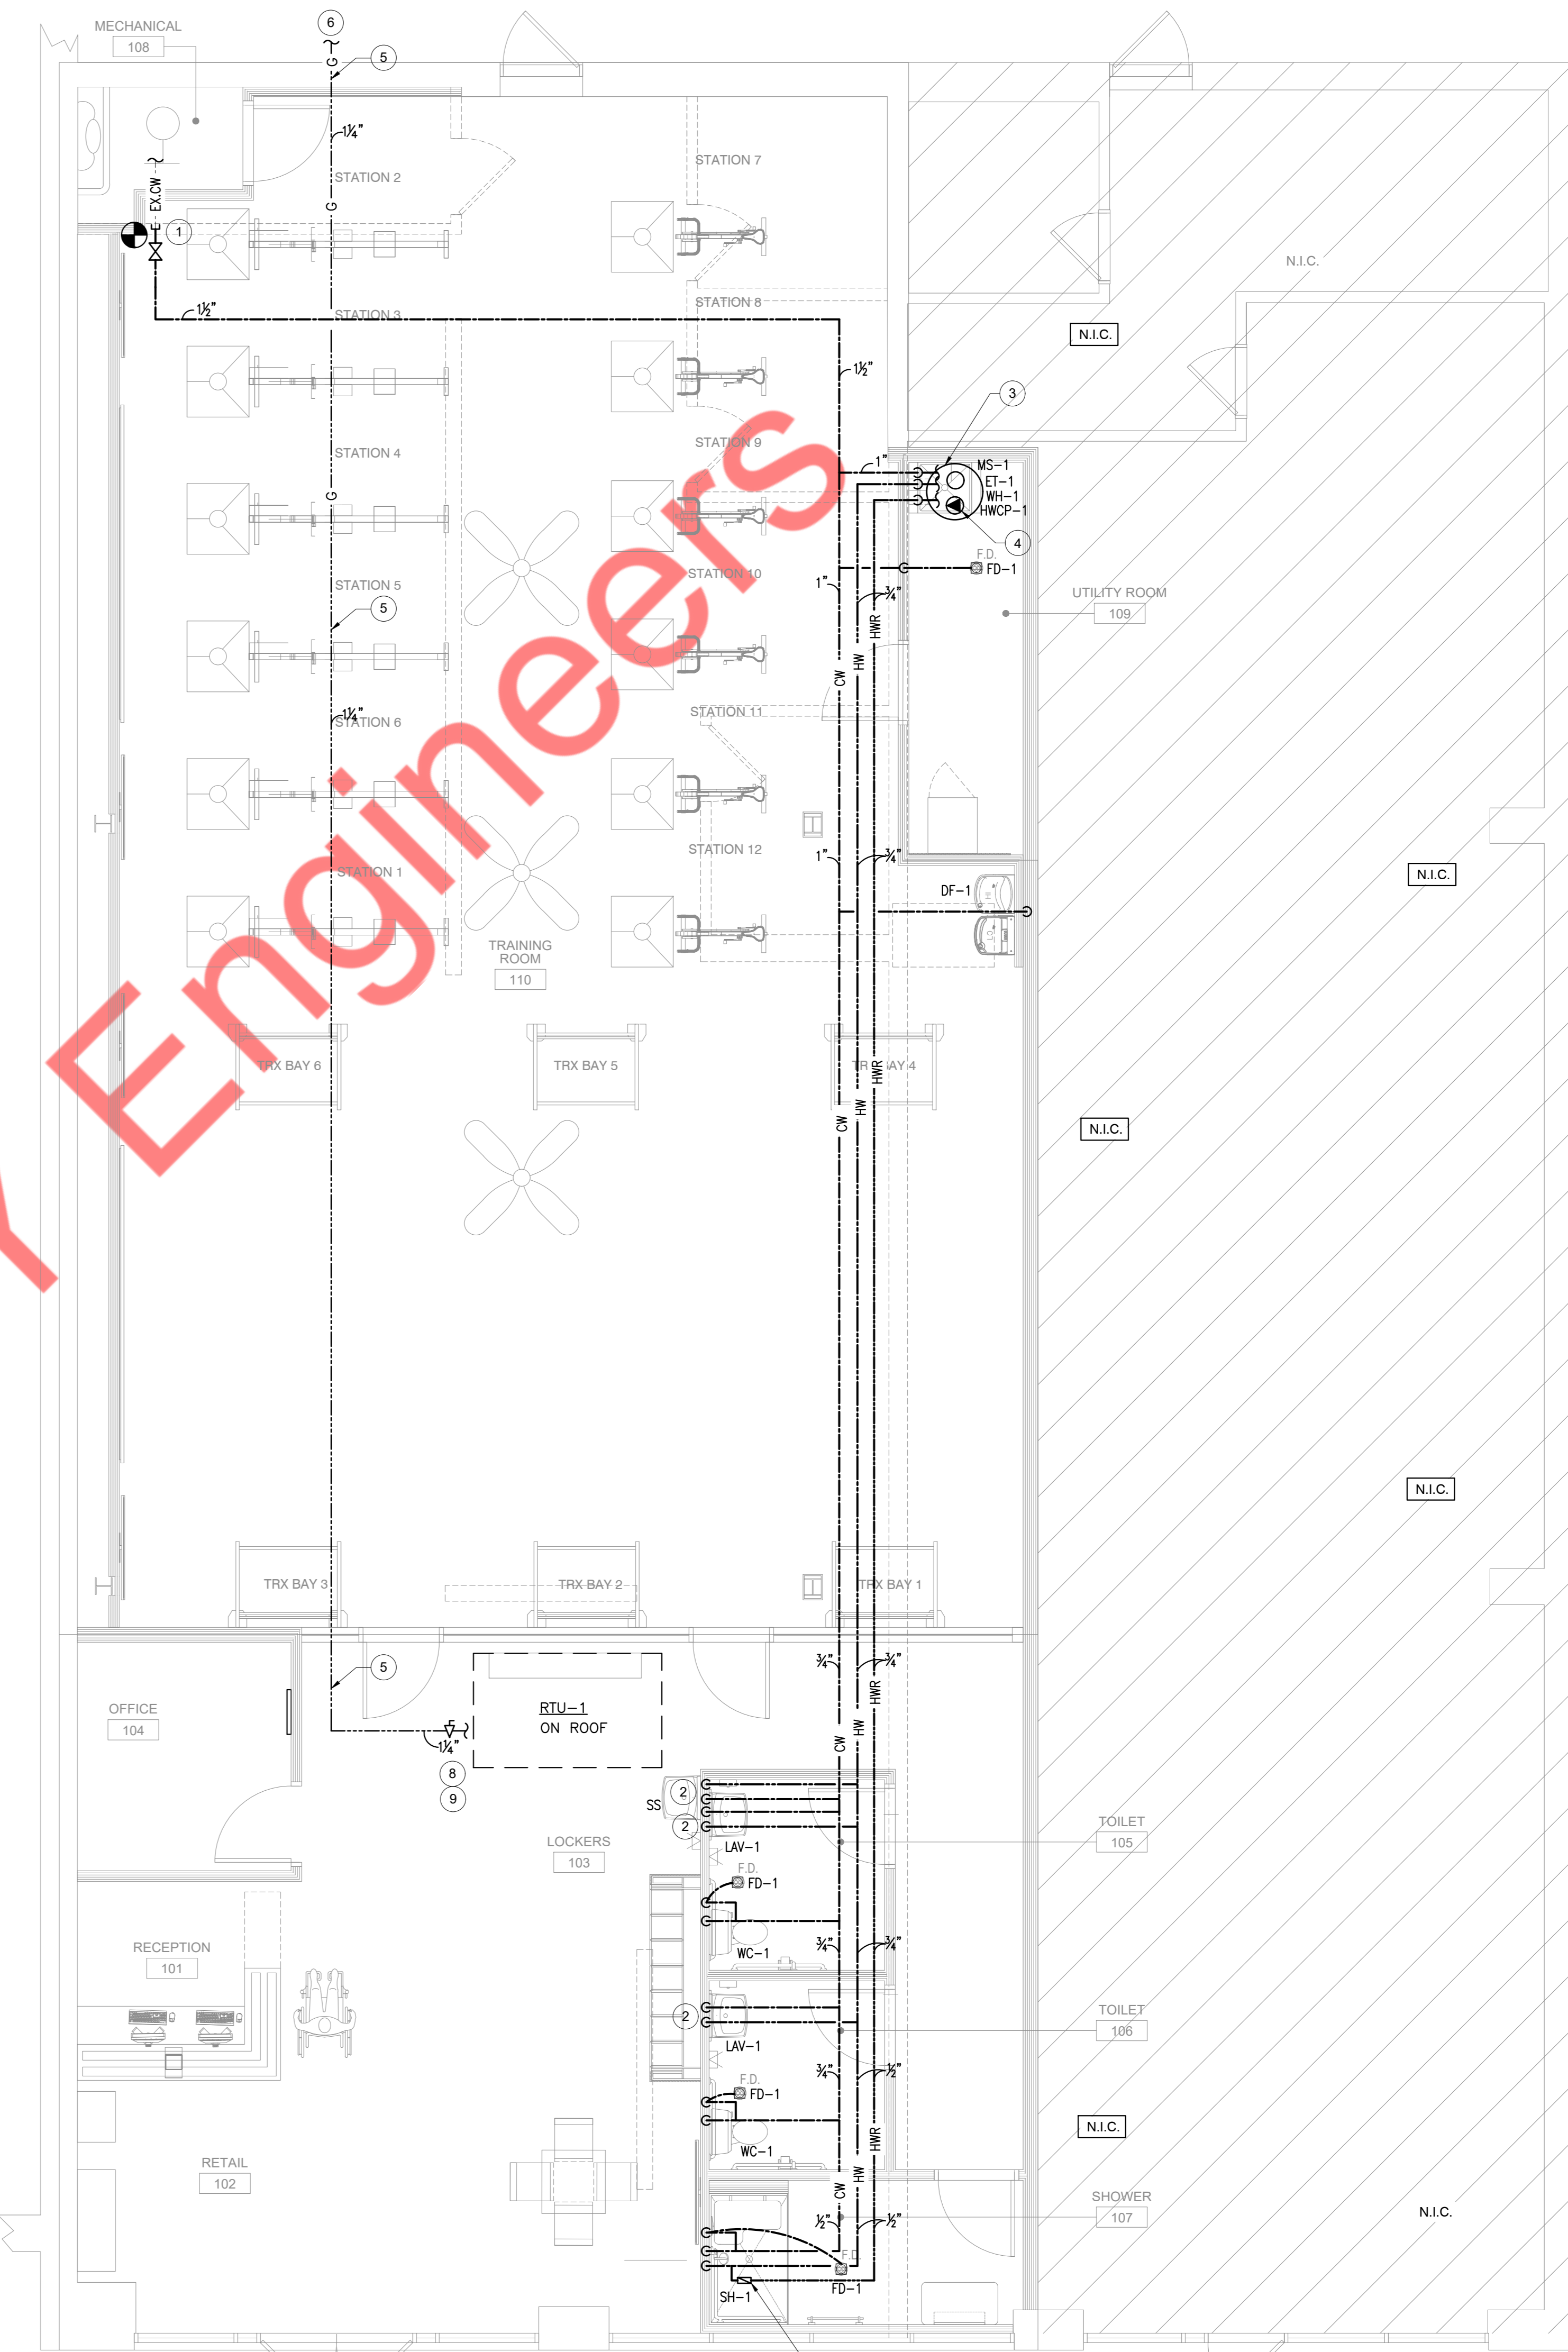 6
MECHANICAL
108
5
G
1¼"
STATION 7
STATION 2
EX.CW
G
1
N.I.C.
STATION 8
1½"
STATION 3
N.I.C.
1½"
3
STATION 9
STATION 4
1"
MS-1
ET-1
WH-1
HWCP-1
G
4
F.D.
FD-1
STATION 10
STATION 5
1"
¾"
UTILITY ROOM
109
5
HWR
HW
CW
STATION 11
1¼"
STATION 6
STATION 12
1"
¾"
STATION 1
N.I.C.
DF-1
TRAINING
ROOM
110
TRX BAY 6
TRX BAY 5
TRX BAY 4
HWR
HW
CW
N.I.C.
N.I.C.
TRX BAY 3
TRX BAY 2
TRX BAY 1
5
¾"
¾"
HWR
OFFICE
104
RTU-1
ON ROOF
HW
CW
1¼"
8
9
2
SS
2
LAV-1
TOILET
105
LOCKERS
103
F.D.
FD-1
RECEPTION
101
WC-1
¾"
¾"
2
TOILET
106
LAV-1
¾"
½"
F.D.
FD-1
N.I.C.
HWR
WC-1
RETAIL
102
HW
CW
SHOWER
107
N.I.C.
½"
½"
F.D.
FD-1
SH-1
Y Engineers